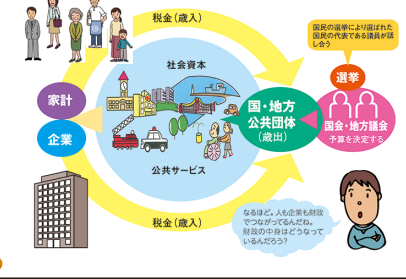 税金（歳入）
国民の選挙により選ばれた
国民の代表である議員が話
し合う
社会資本
選挙
家計
国・地方
公共団体
（歳出）
国会・地方議会
予算を決定する
企業
公共サービス
税金（歳入）
なるほど。人も企業も財政
でつながってるんだね。
財政の中身はどうなって
いるんだろう？